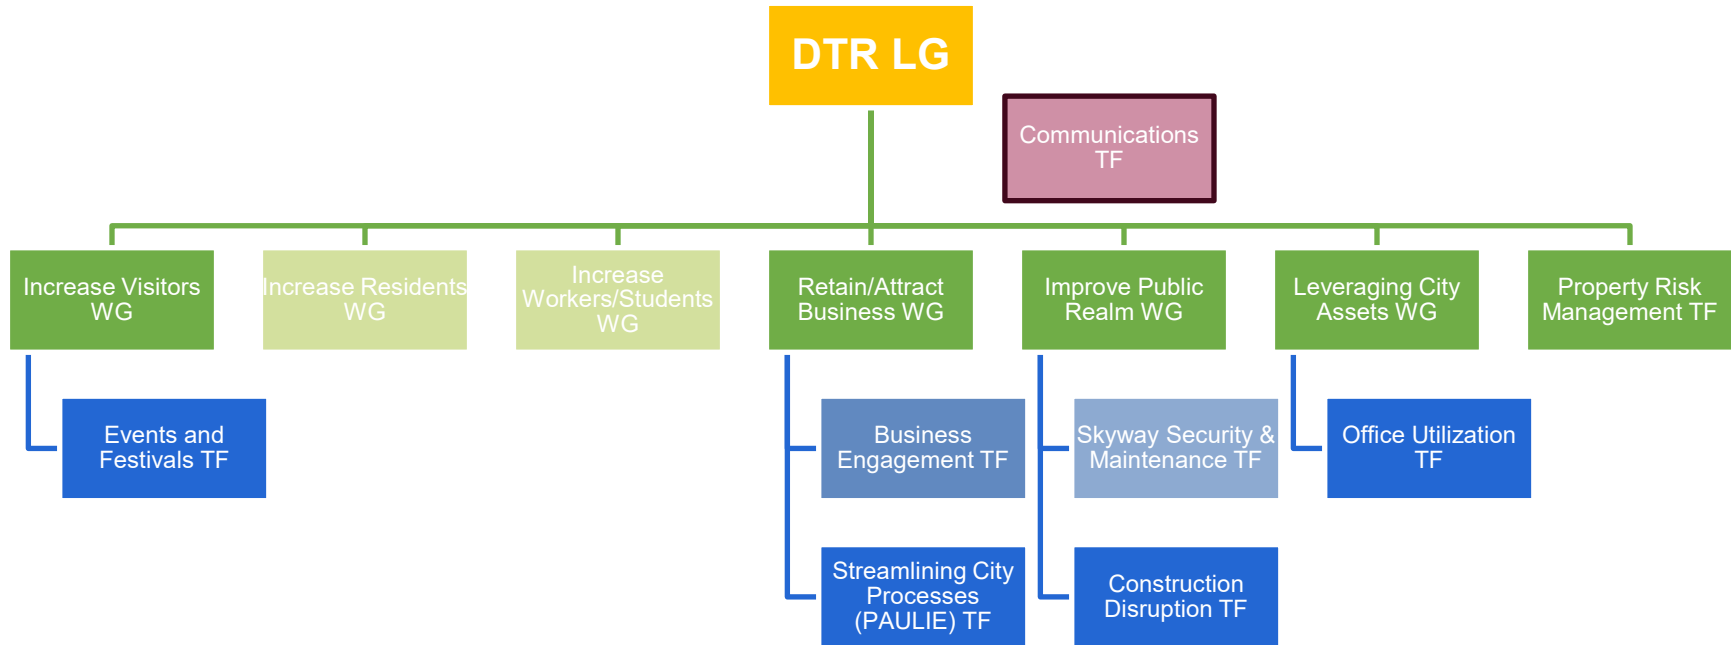 DTR LG
Communications
TF
Increase Visitors
WG
Increase Residents
WG
Increase
Workers/Students
WG
Retain/Attract
Business WG
Improve Public
Realm WG
Leveraging City
Assets WG
Property Risk
Management TF
Events and
Festivals TF
Business
Engagement TF
Skyway Security &
Maintenance TF
Office Utilization
TF
Streamlining City
Processes
(PAULIE) TF
Construction
Disruption TF